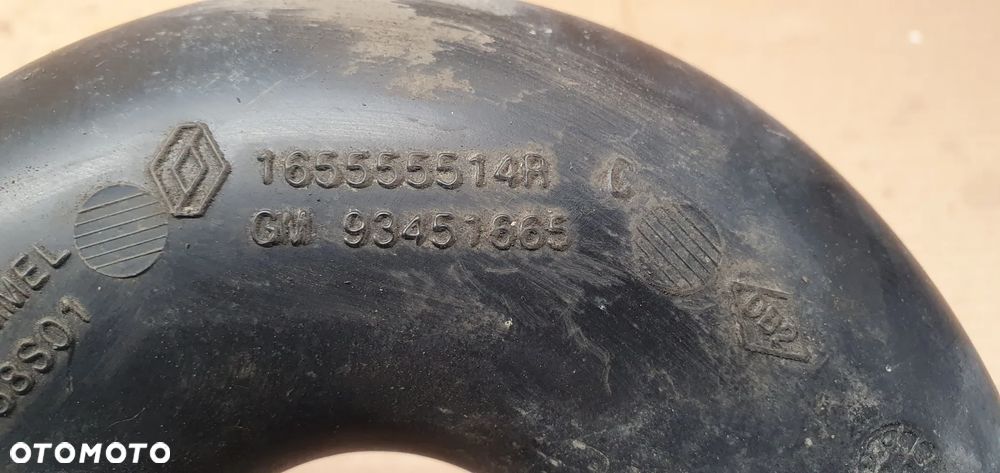 165555514R C
GM 93451665
MEL
8S01
OTOMOTO